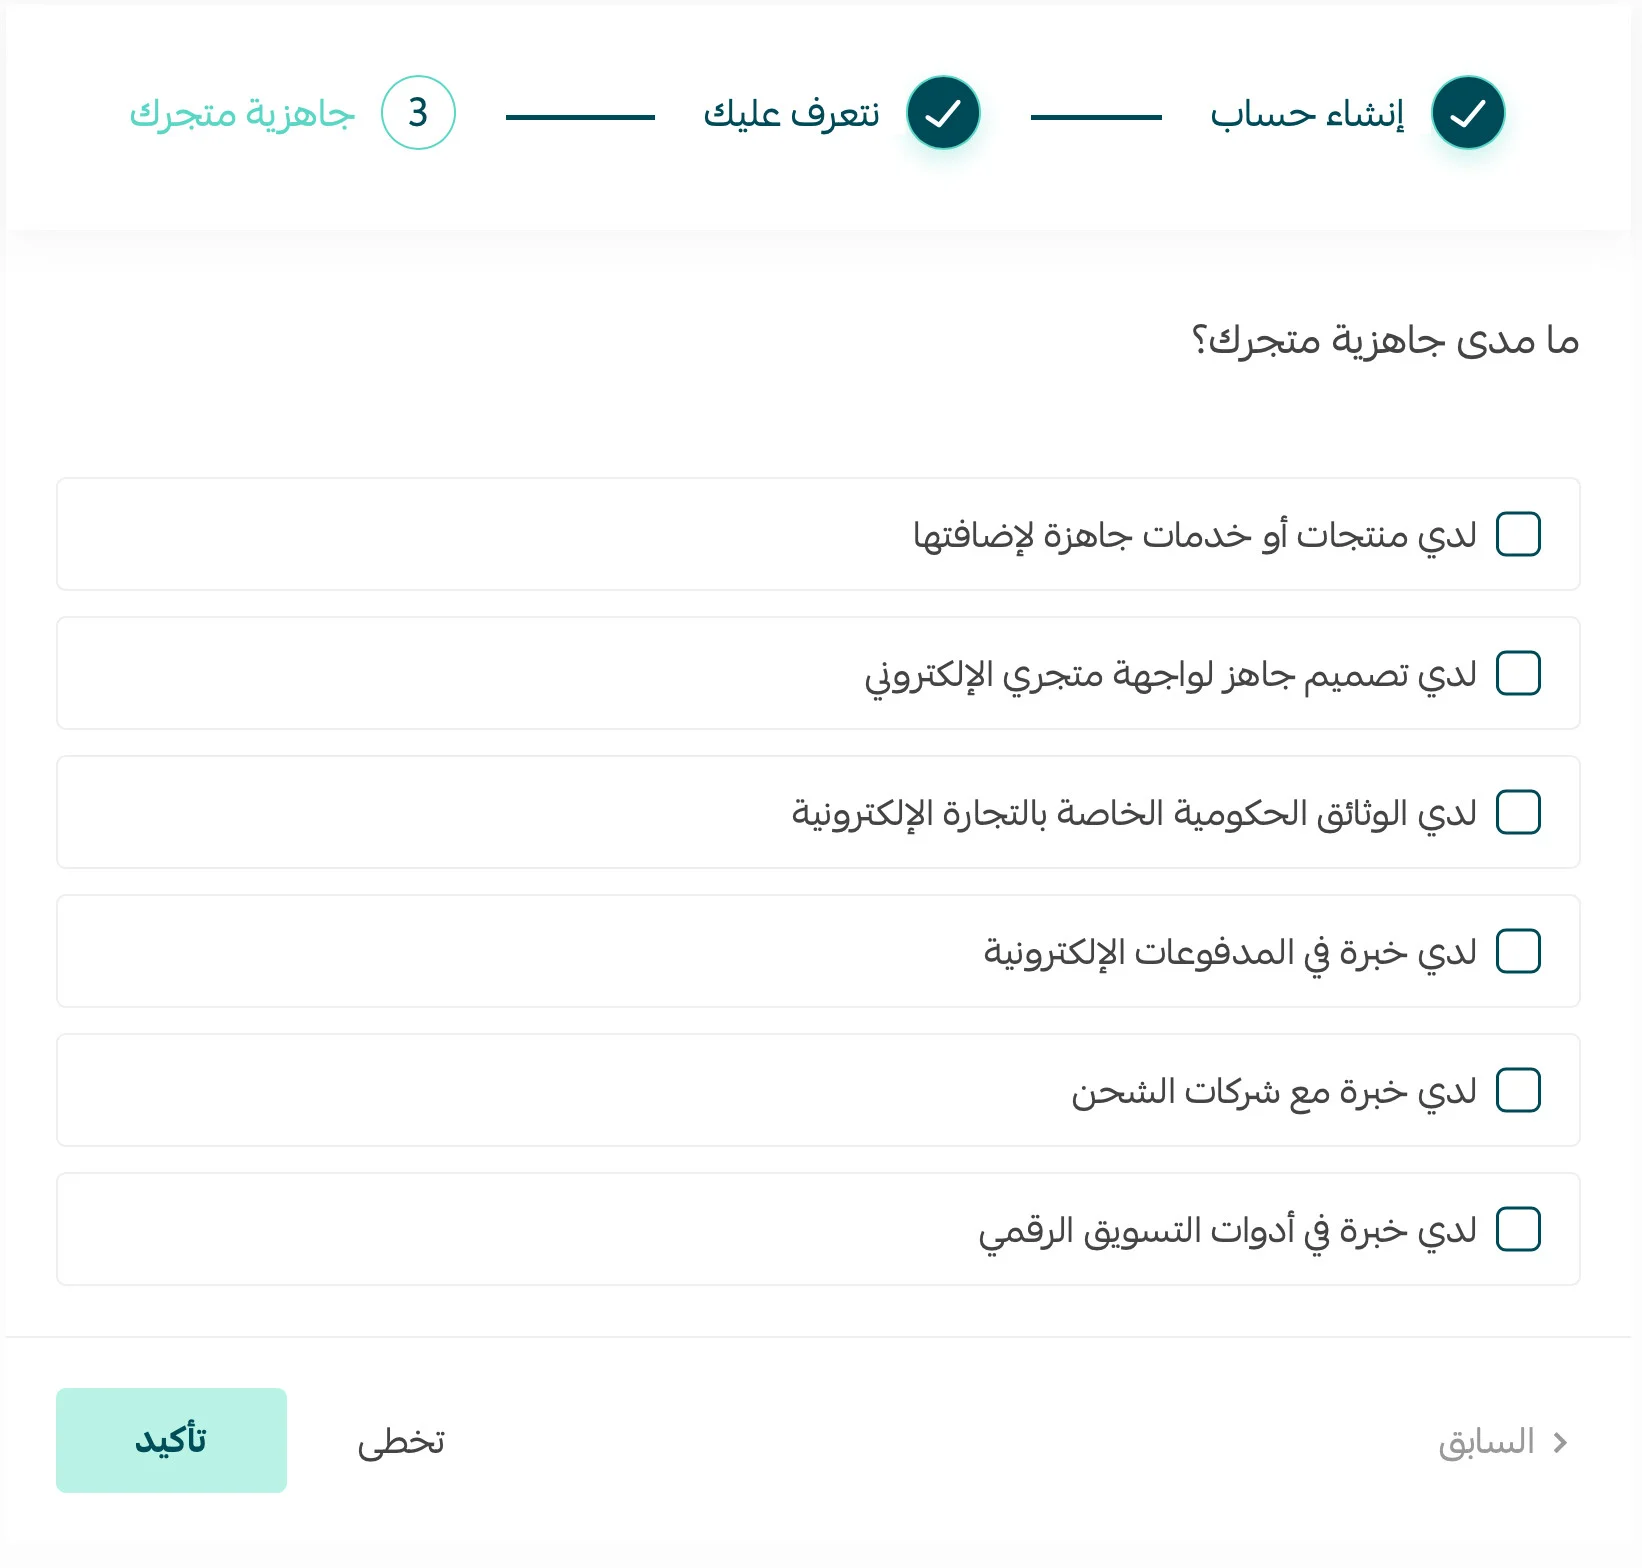 إنشاء حساب
نتعرف عليك
3 جاهزية متجرك
ما مدى جاهزية متجرك؟
لدي منتجات أو خدمات جاهزة لإضافتها
لدي تصميم جاهز لواجهة متجري الإلكتروني
لدي الوثائق الحكومية الخاصة بالتجارة الإلكترونية
لدي خبرة في المدفوعات الإلكترونية
لدي خبرة مع شركات الشحن
لدي خبرة في أدوات التسويق الرقمي
السابق
تخطى
تأكيد